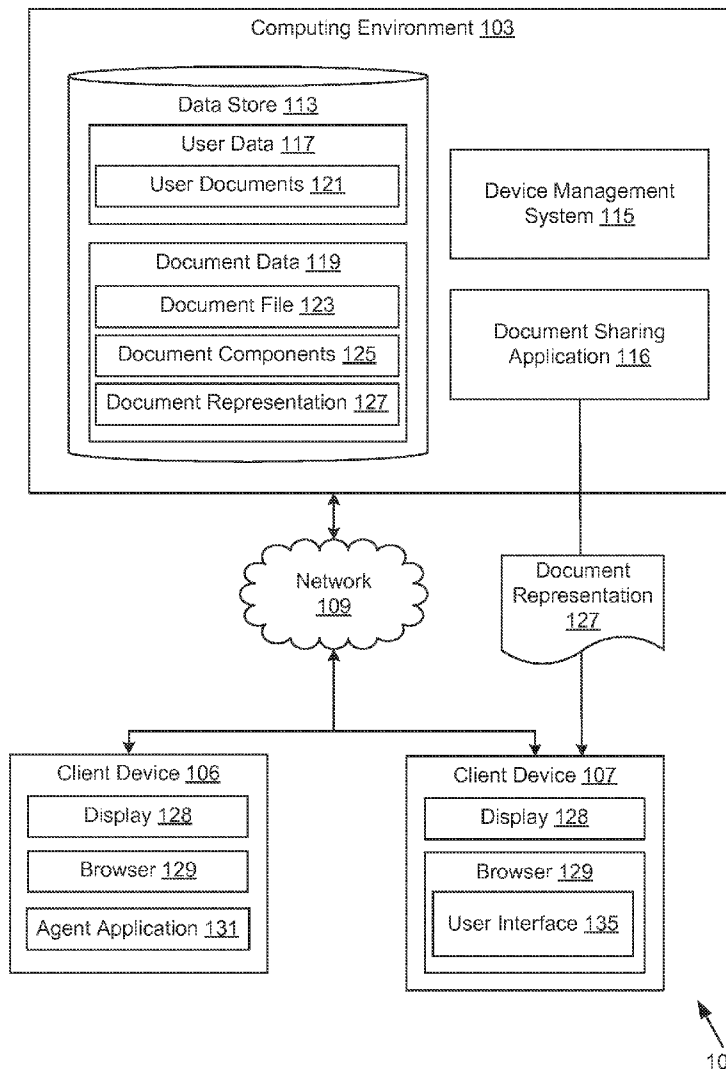 Computing Environment 103
Data Store 113
User Data 117
User Documents 121
Document Data 119
Document File 123
Document Components 125
Document Representation 127
Device Management
System 115
Document Sharing
Application 116
Network
109
Document
Representation
127
Client Device 106
Display 128
Browser 129
Agent Application 131
Client Device 107
Display 128
Browser 129
User Interface 135
10